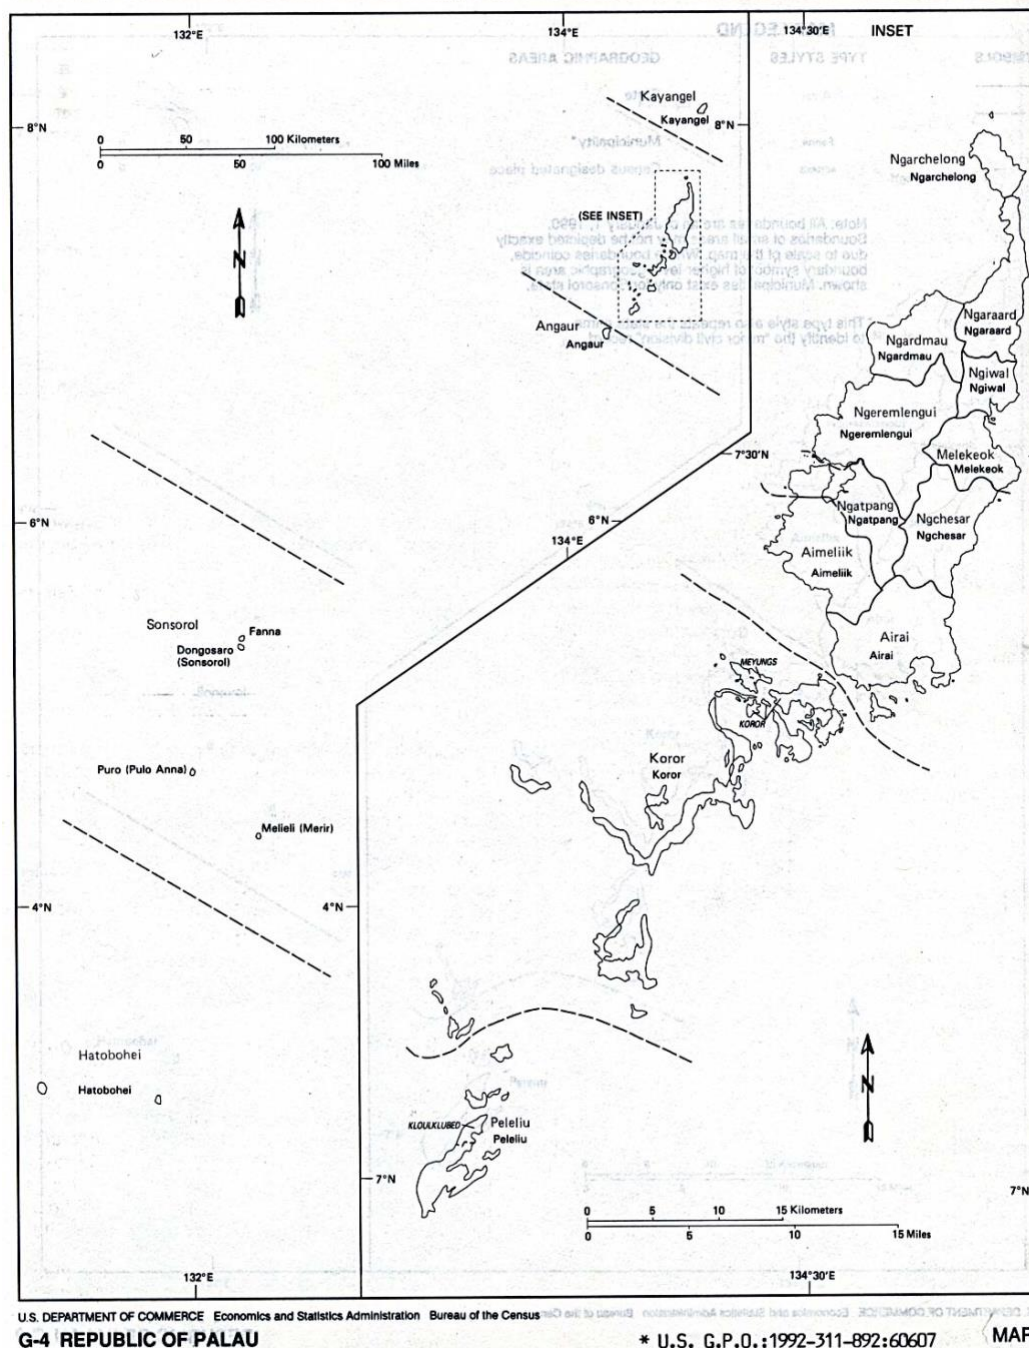 132°E
134°E
134°30'E
INSET
Kayangel
Kayangel
8°N
8°N
0 50 100 Kilometers
0 50 100 Miles
Ngarchelong
Ngarchelong
(SEE INSET)
N
Angaur
Angaur
Ngaraard
Ngaraard
Ngardmau
Ngardmau
Ngiwal
Ngiwal
Ngeremlengui
Ngeremlengui
7°30'N
Melekeok
Melekeok
Ngatpang
Ngatpang
Ngchesar
Ngchesar
6°N
6°N
134°E
Aimeliik
Aimeliik
Sonsorol
Fanna
Dongosaro
(Sonsorol)
Airai
Airai
MEYUNGS
KOROR
Koror
Koror
Puro (Pulo Anna)
Melieli (Merir)
4°N
4°N
Hatobohei
Hatobohei
N
KLOULKLUBED
Peleliu
Peleliu
7°N
7°N
0 5 10 15 Kilometers
0 5 10 15 Miles
132°E
134°30'E
U.S. DEPARTMENT OF COMMERCE Economics and Statistics Administration Bureau of the Census
G-4 REPUBLIC OF PALAU
* U.S. G.P.O.:1992-311-892:60607
MAP